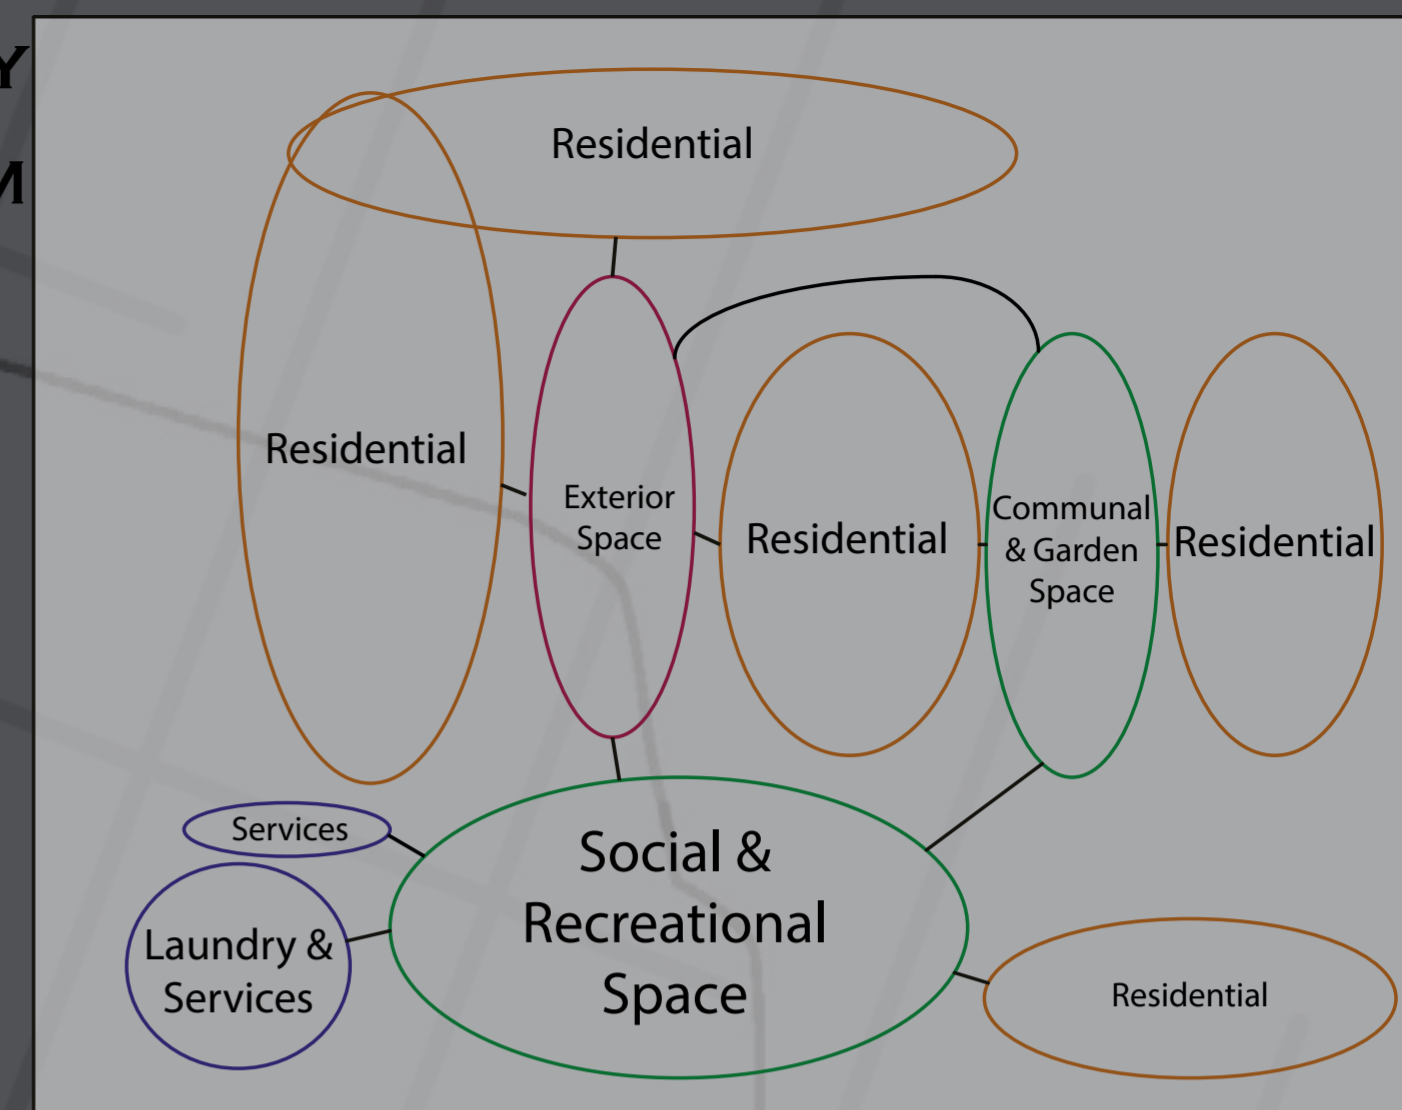 Y
M
Residential
Residential
Exterior
Space
Residential
Communal
& Garden
Space
Residential
Services
Laundry &
Services
Social &
Recreational
Space
Residential